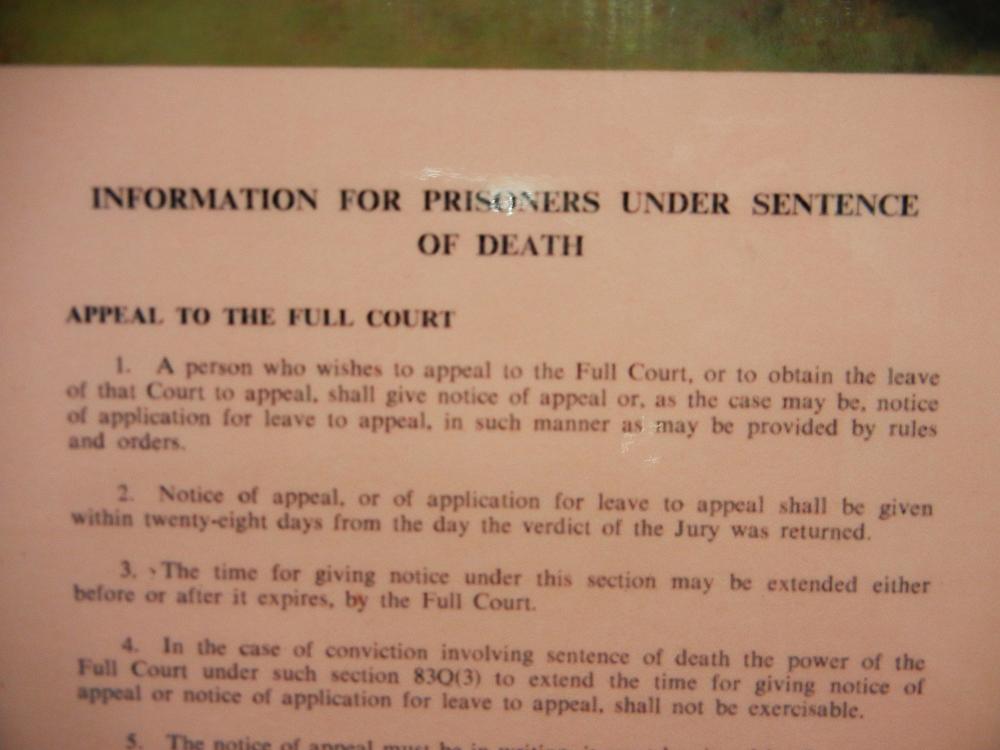 INFORMATION FOR PRISONERS UNDER SENTENCE
OF DEATH
APPEAL TO THE FULL COURT
1. A person who wishes to appeal to the Full Court, or to obtain the leave
of that Court to appeal, shall give notice of appeal or, as the case may be, notice
of application for leave to appeal, in such manner as may be provided by rules
and orders.
2. Notice of appeal, or of application for leave to appeal shall be given
within twenty-eight days from the day the verdict of the Jury was returned.
3. The time for giving notice under this section may be extended either
before or after it expires, by the Full Court.
4. In the case of conviction involving sentence of death the power of the
Full Court under such section 83Q(3) to extend the time for giving notice of
appeal or notice of application for leave to appeal, shall not be exercisable.
5. The notice of appeal must be in writing